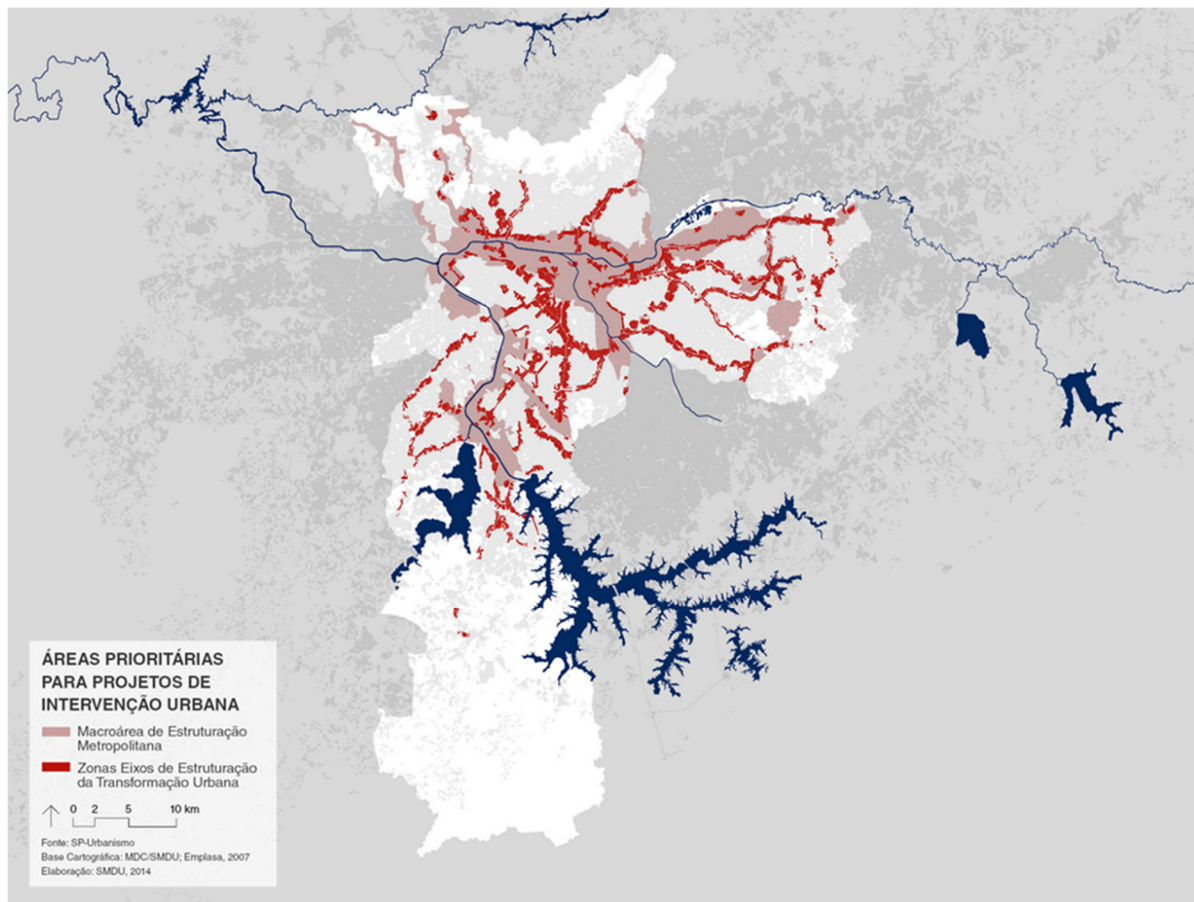 ÁREAS PRIORITÁRIAS
PARA PROJETOS DE
INTERVENÇÃO URBANA
Macroárea de Estruturação
Metropolitana
Zonas Eixos de Estruturação
da Transformação Urbana
0 2 5 10 km
Fonte: SP-Urbanismo
Base Cartográfica: MDC/SMDU; Emplasa, 2007
Elaboração: SMDU, 2014